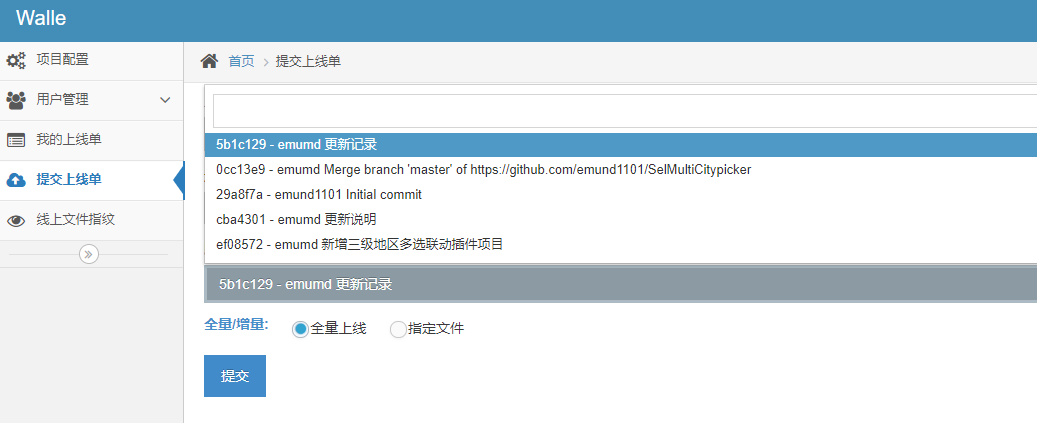 Walle
项目配置
用户管理
我的上线单
提交上线单
线上文件指纹
首页 > 提交上线单
5b1c129 - emumd 更新记录
0cc13e9 - emumd Merge branch 'master' of https://github.com/emund1101/SelMultiCitypicker
29a8f7a - emund1101 Initial commit
cba4301 - emumd 更新说明
ef08572 - emumd 新增三级地区多选联动插件项目
5b1c129 - emumd 更新记录
全量/增量: 全量上线 指定文件
提交